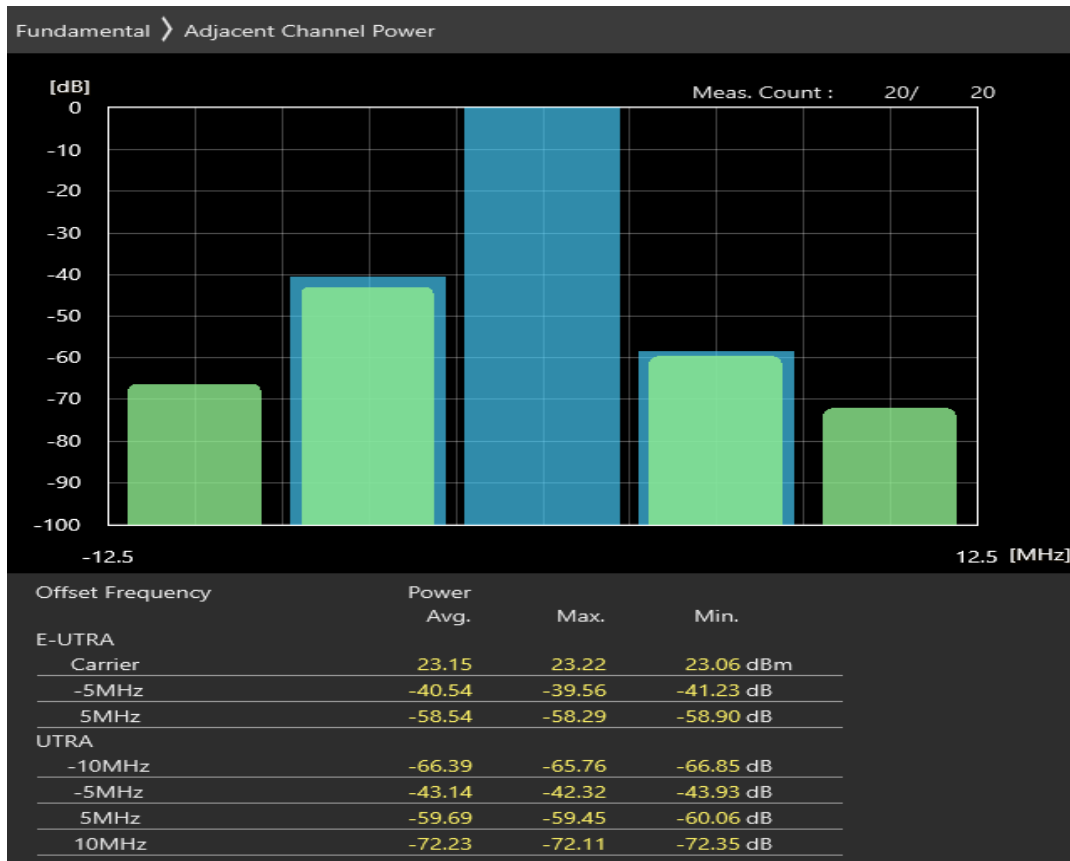 Fundamental ❭ Adjacent Channel Power
[dB]
Meas. Count : 20/ 20
0
-10
-20
-30
-40
-50
-60
-70
-80
-90
-100
-12.5 12.5 [MHz]
Offset Frequency Power
Avg. Max. Min.
E-UTRA
Carrier 23.15 23.22 23.06 dBm
-5MHz -40.54 -39.56 -41.23 dB
5MHz -58.54 -58.29 -58.90 dB
UTRA
-10MHz -66.39 -65.76 -66.85 dB
-5MHz -43.14 -42.32 -43.93 dB
5MHz -59.69 -59.45 -60.06 dB
10MHz -72.23 -72.11 -72.35 dB